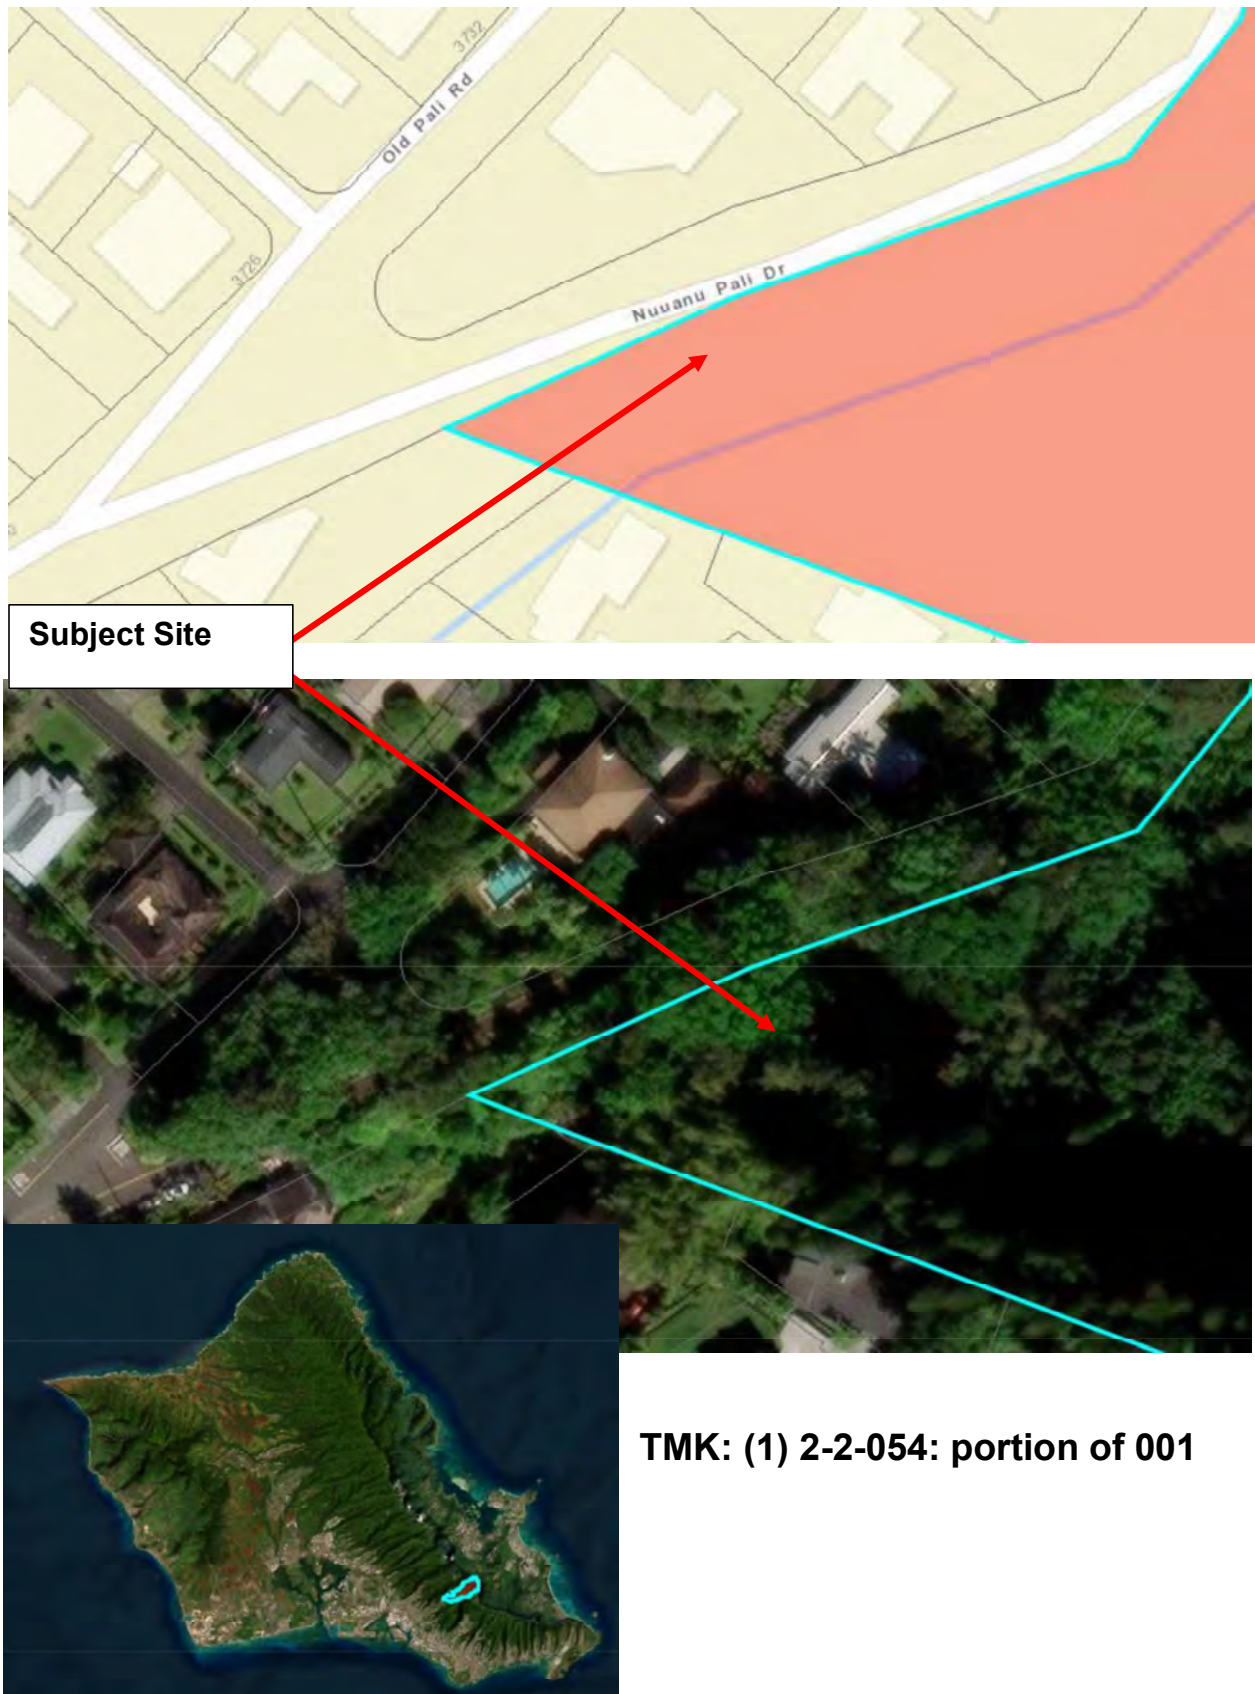 3732
Old Pali Rd
3726
Nuuanu Pali Dr
Subject Site
TMK: (1) 2-2-054: portion of 001